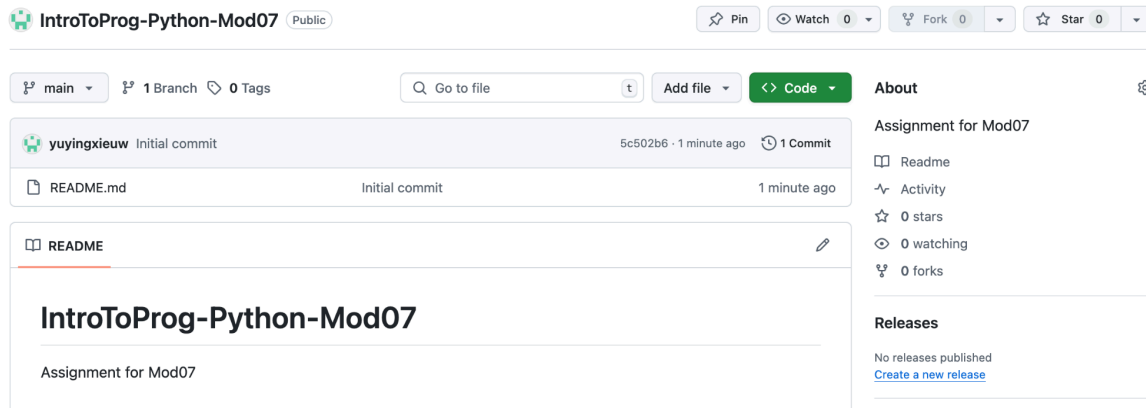 IntroToProg-Python-Mod07 Public Pin Watch 0 Fork 0 Star 0
main 1 Branch 0 Tags Go to file t Add file <> Code
yuyingxieuw Initial commit 5c502b6 · 1 minute ago 1 Commit
README.md Initial commit 1 minute ago
README
IntroToProg-Python-Mod07
Assignment for Mod07
About
Assignment for Mod07
Readme
Activity
0 stars
0 watching
0 forks
Releases
No releases published
Create a new release